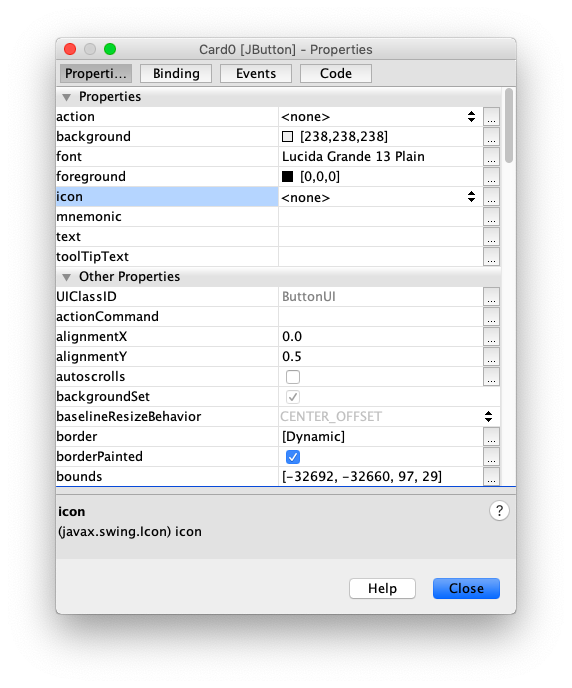 Card0 [JButton] - Properties
Properti... Binding Events Code
Properties
action <none> ...
background [238,238,238] ...
font Lucida Grande 13 Plain ...
foreground [0,0,0] ...
icon <none> ...
mnemonic ...
text ...
toolTipText ...
Other Properties
UIClassID ButtonUI ...
actionCommand ...
alignmentX 0.0 ...
alignmentY 0.5 ...
autoscrolls ...
backgroundSet
baselineResizeBehavior CENTER_OFFSET
border [Dynamic] ...
borderPainted ...
bounds [-32692, -32660, 97, 29] ...
icon ?
(javax.swing.Icon) icon
Help Close